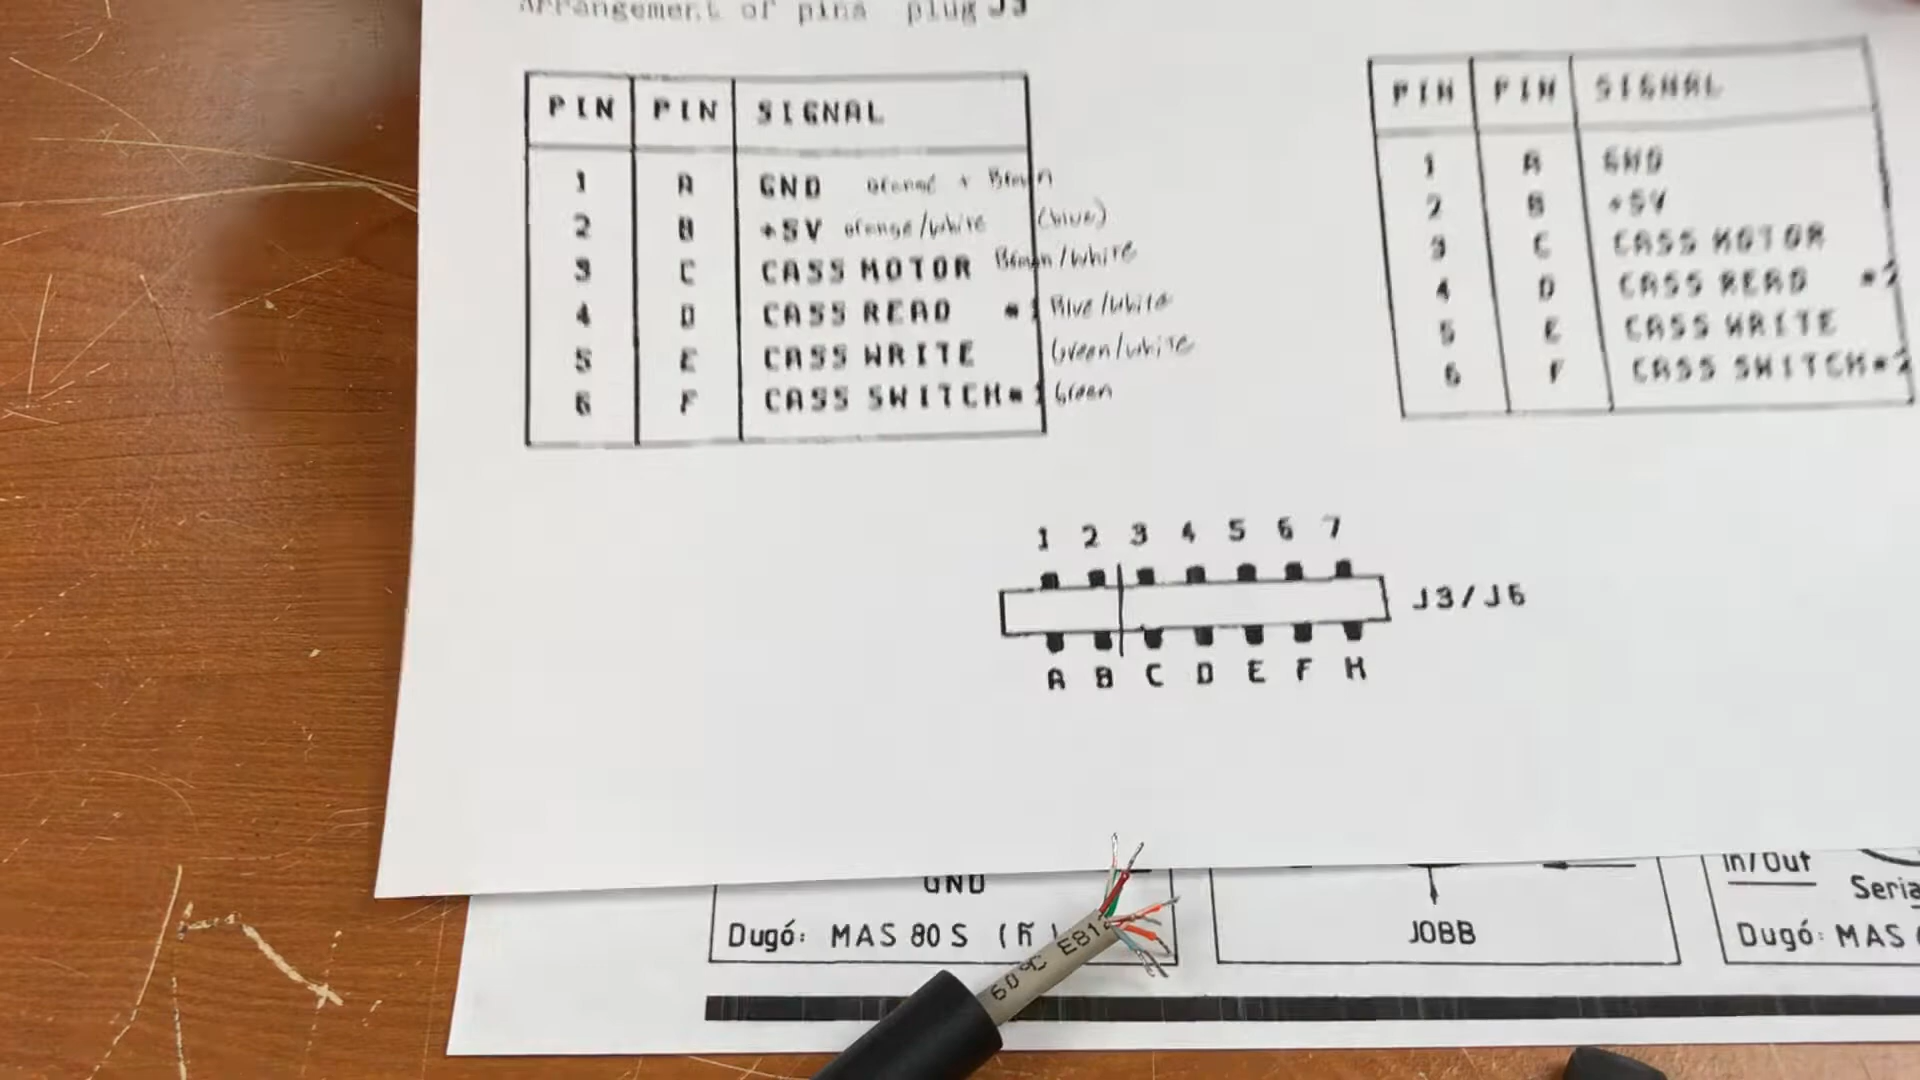 Arrangement of pins plug J3
PIN PIN SIGNAL
1 A GND orange + Brown
2 B +5V orange/white (blue)
3 C CASS MOTOR Brown/white
4 D CASS READ Blue/white
5 E CASS WRITE Green/white
6 F CASS SWITCH Green
PIN PIN SIGNAL
1 A GND
2 B +5V
3 C CASS MOTOR
4 D CASS READ *2
5 E CASS WRITE
6 F CASS SWITCH*2
1 2 3 4 5 6 7
J3/J6
A B C D E F H
GND
Dugó: MAS 80 S
JOBB
In/Out
Seria
Dugó: MAS
60°C E81